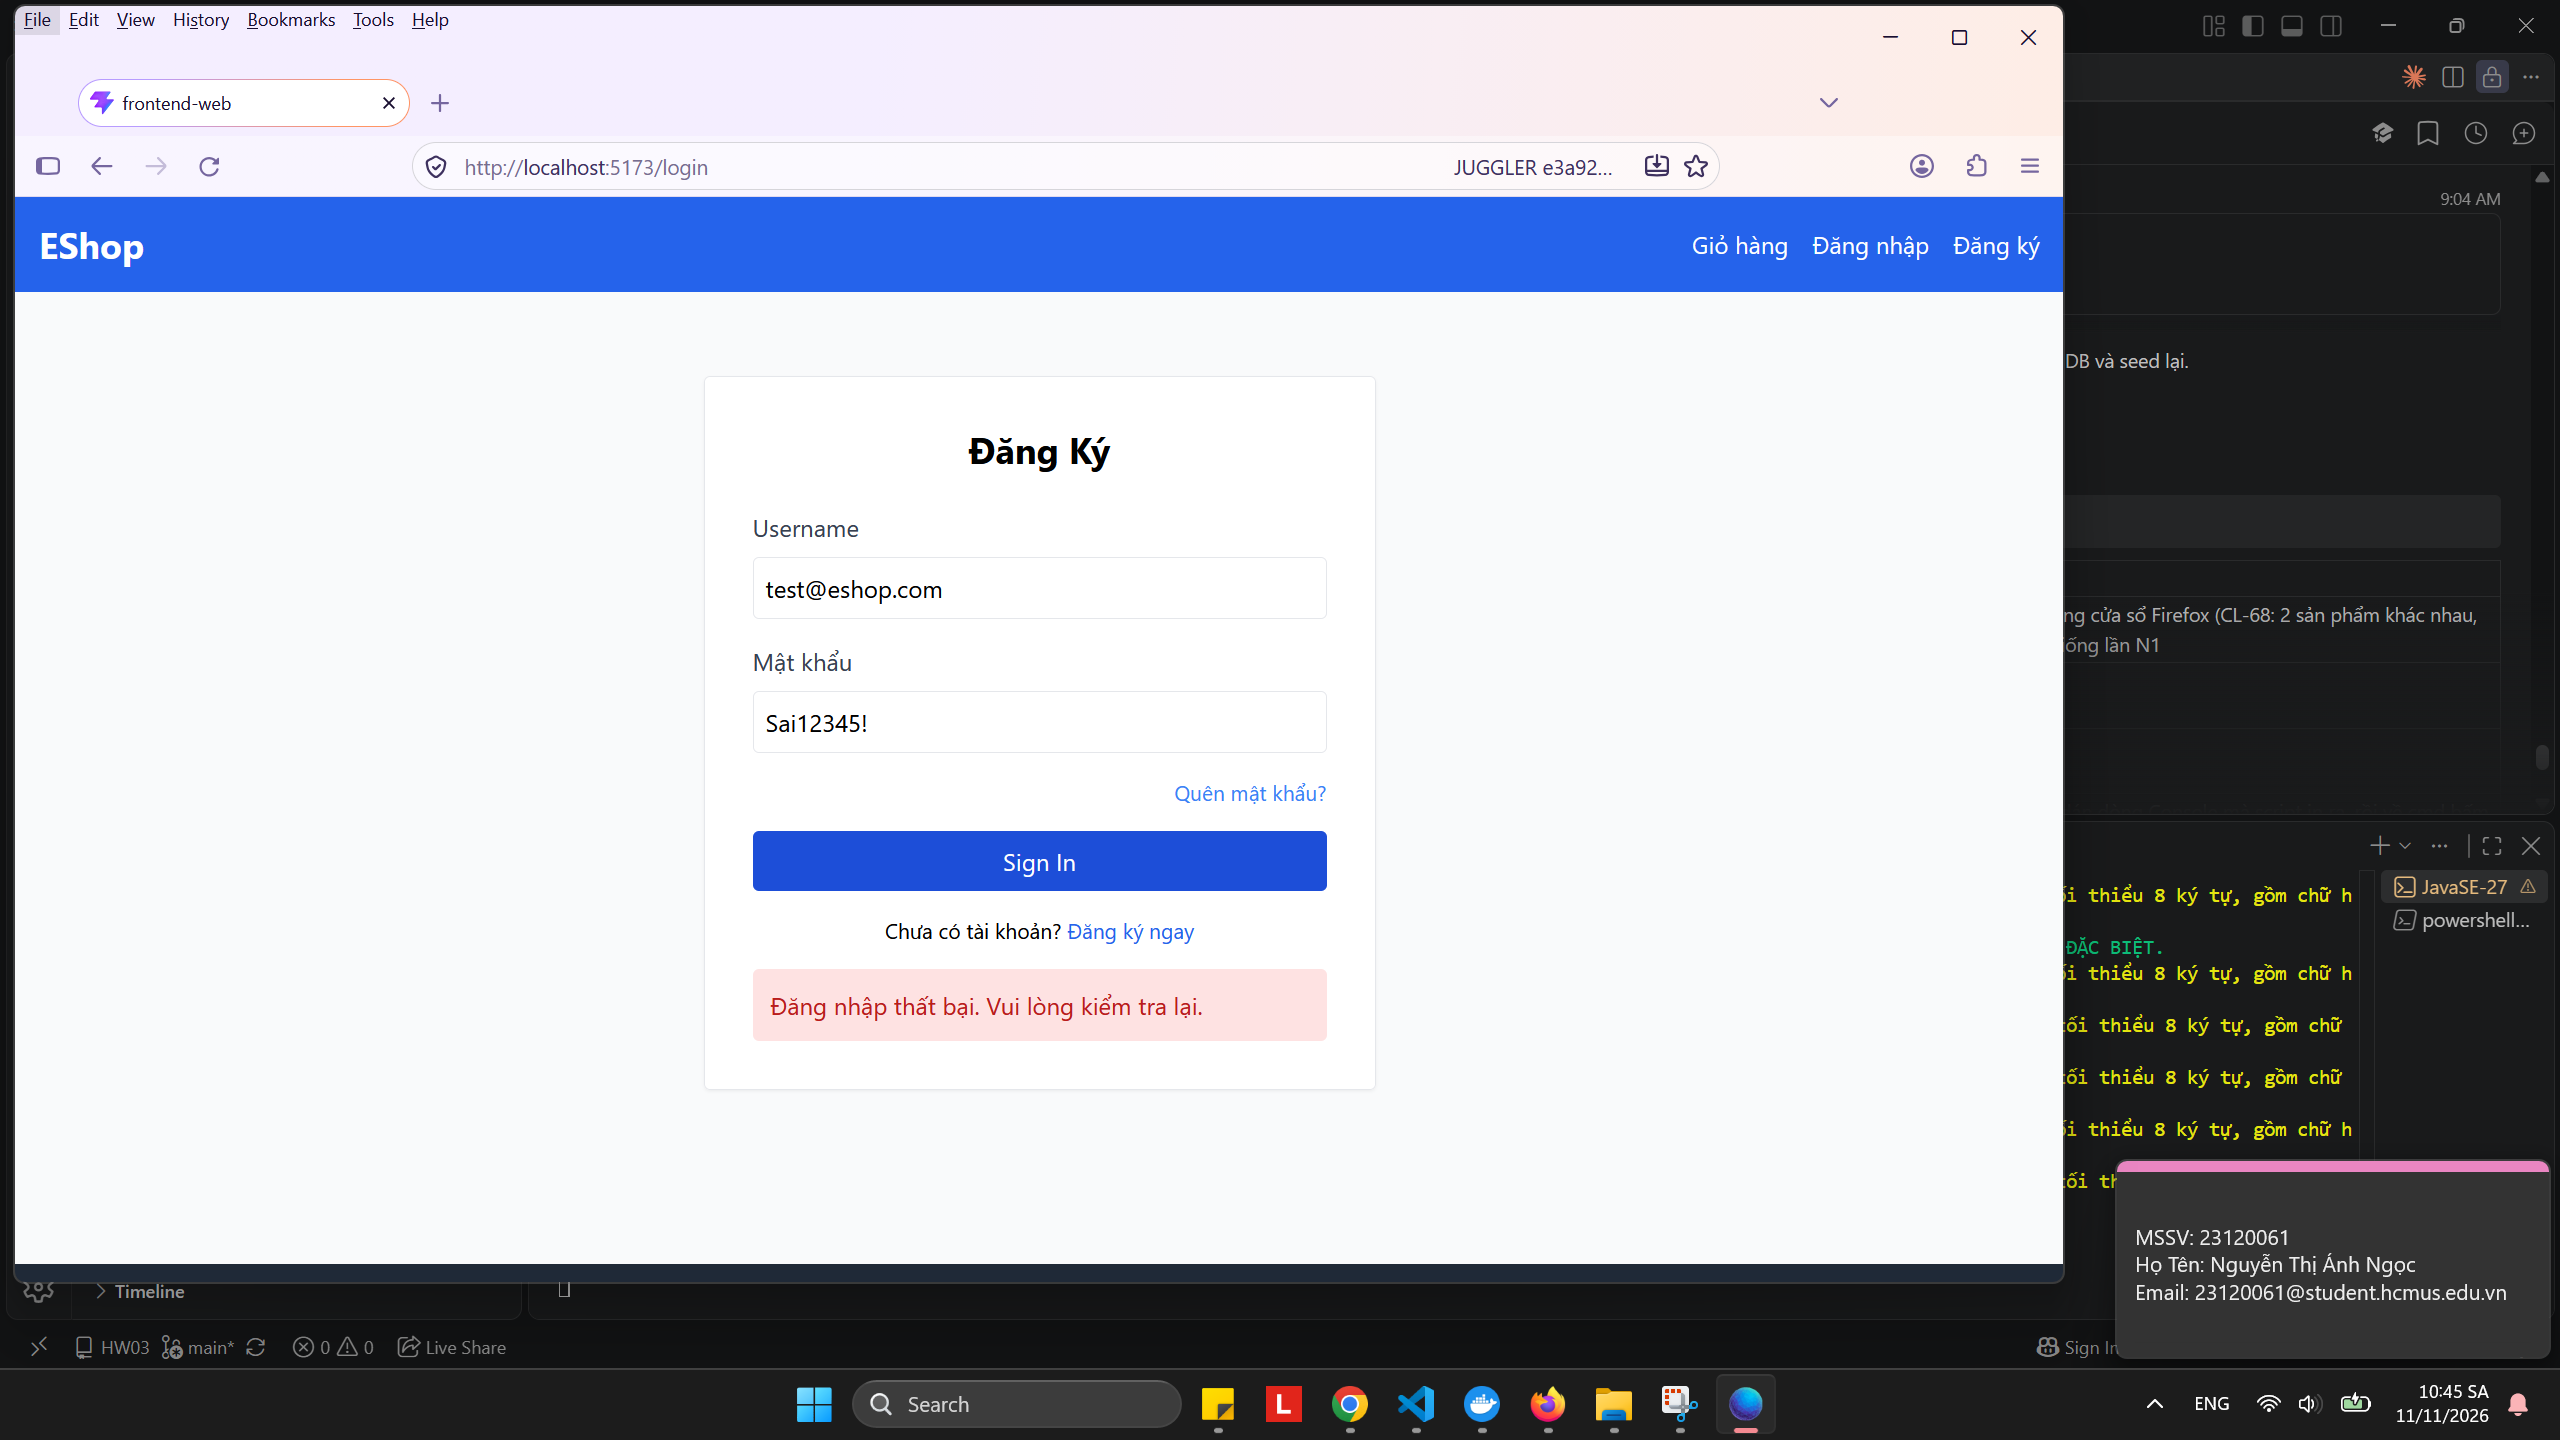 File Edit View History Bookmarks Tools Help
frontend-web
http://localhost:5173/login JUGGLER e3a92...
EShop Giỏ hàng Đăng nhập Đăng ký
Đăng Ký
Username
test@eshop.com
Mật khẩu
Sai12345!
Quên mật khẩu?
Sign In
Chưa có tài khoản? Đăng ký ngay
Đăng nhập thất bại. Vui lòng kiểm tra lại.
9:04 AM
DB và seed lại.
ng cửa sổ Firefox (CL-68: 2 sản phẩm khác nhau,
iống lần N1
JavaSE-27
powershell...
ối thiểu 8 ký tự, gồm chữ h
ĐẶC BIỆT.
ối thiểu 8 ký tự, gồm chữ h
tối thiểu 8 ký tự, gồm chữ
tối thiểu 8 ký tự, gồm chữ
ối thiểu 8 ký tự, gồm chữ h
MSSV: 23120061
Họ Tên: Nguyễn Thị Ánh Ngọc
Email: 23120061@student.hcmus.edu.vn
Timeline
HW03 main* 0 0 Live Share Sign In
L
Search
ENG
10:45 SA
11/11/2026